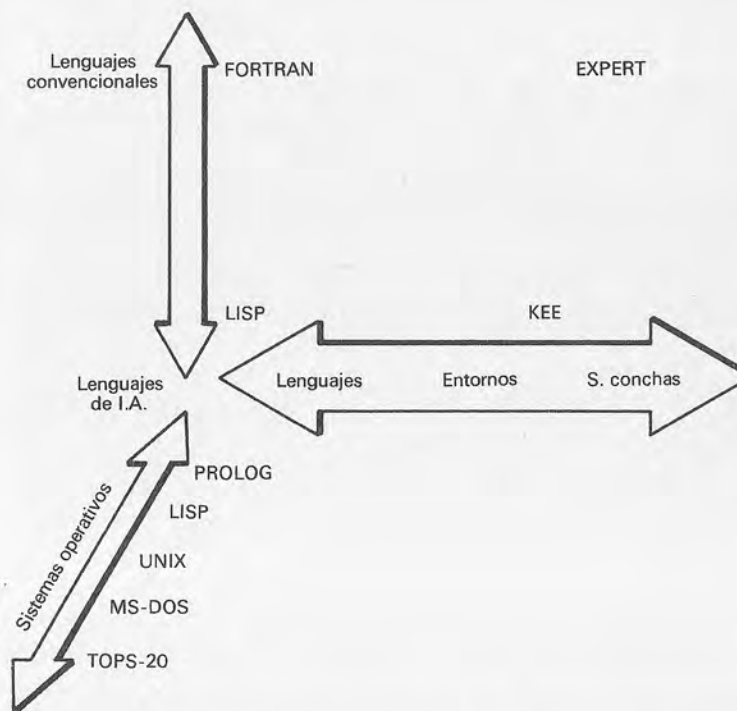 Lenguajes
convencionales
FORTRAN
EXPERT
LISP
KEE
Lenguajes
de I.A.
Lenguajes
Entornos
S. conchas
PROLOG
LISP
Sistemas operativos
UNIX
MS-DOS
TOPS-20